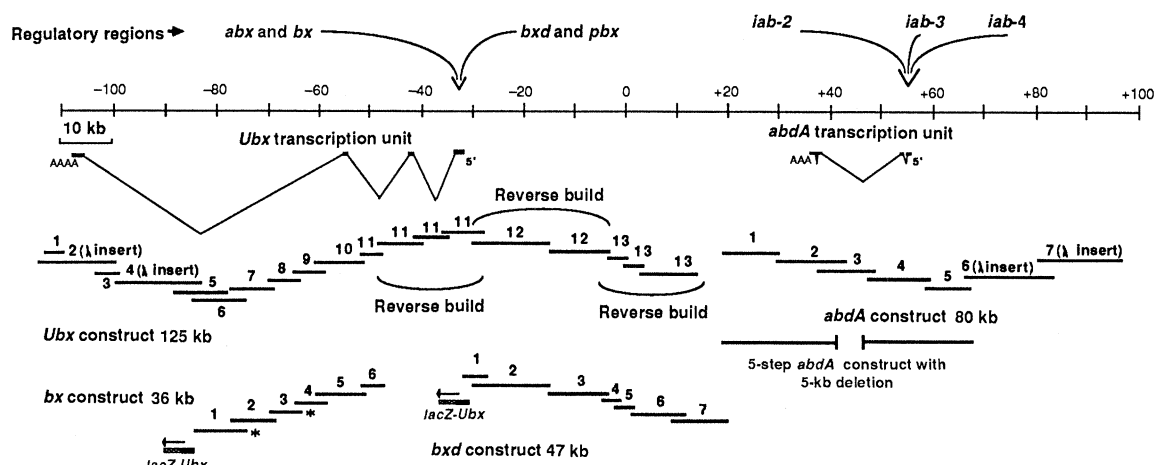 Regulatory regions
abx and bx
bxd and pbx
iab-2
iab-3
iab-4
−100 −80 −60 −40 −20 0 +20 +40 +60 +80 +100
10 kb
Ubx transcription unit
abdA transcription unit
AAAA
5'
AAA
5'
Reverse build
1
2 (λ insert)
3
4 (λ insert)
5
6
7
8
9
10
11
11
11
11
12
12
13
13
13
1
2
3
4
5
6 (λ insert)
7 (λ insert)
Reverse build
Reverse build
Ubx construct 125 kb
abdA construct 80 kb
5-step abdA construct with
5-kb deletion
bx construct 36 kb
1
2
3
4
5
6
*
*
lacZ-Ubx
1
2
3
4
5
6
7
lacZ-Ubx
bxd construct 47 kb